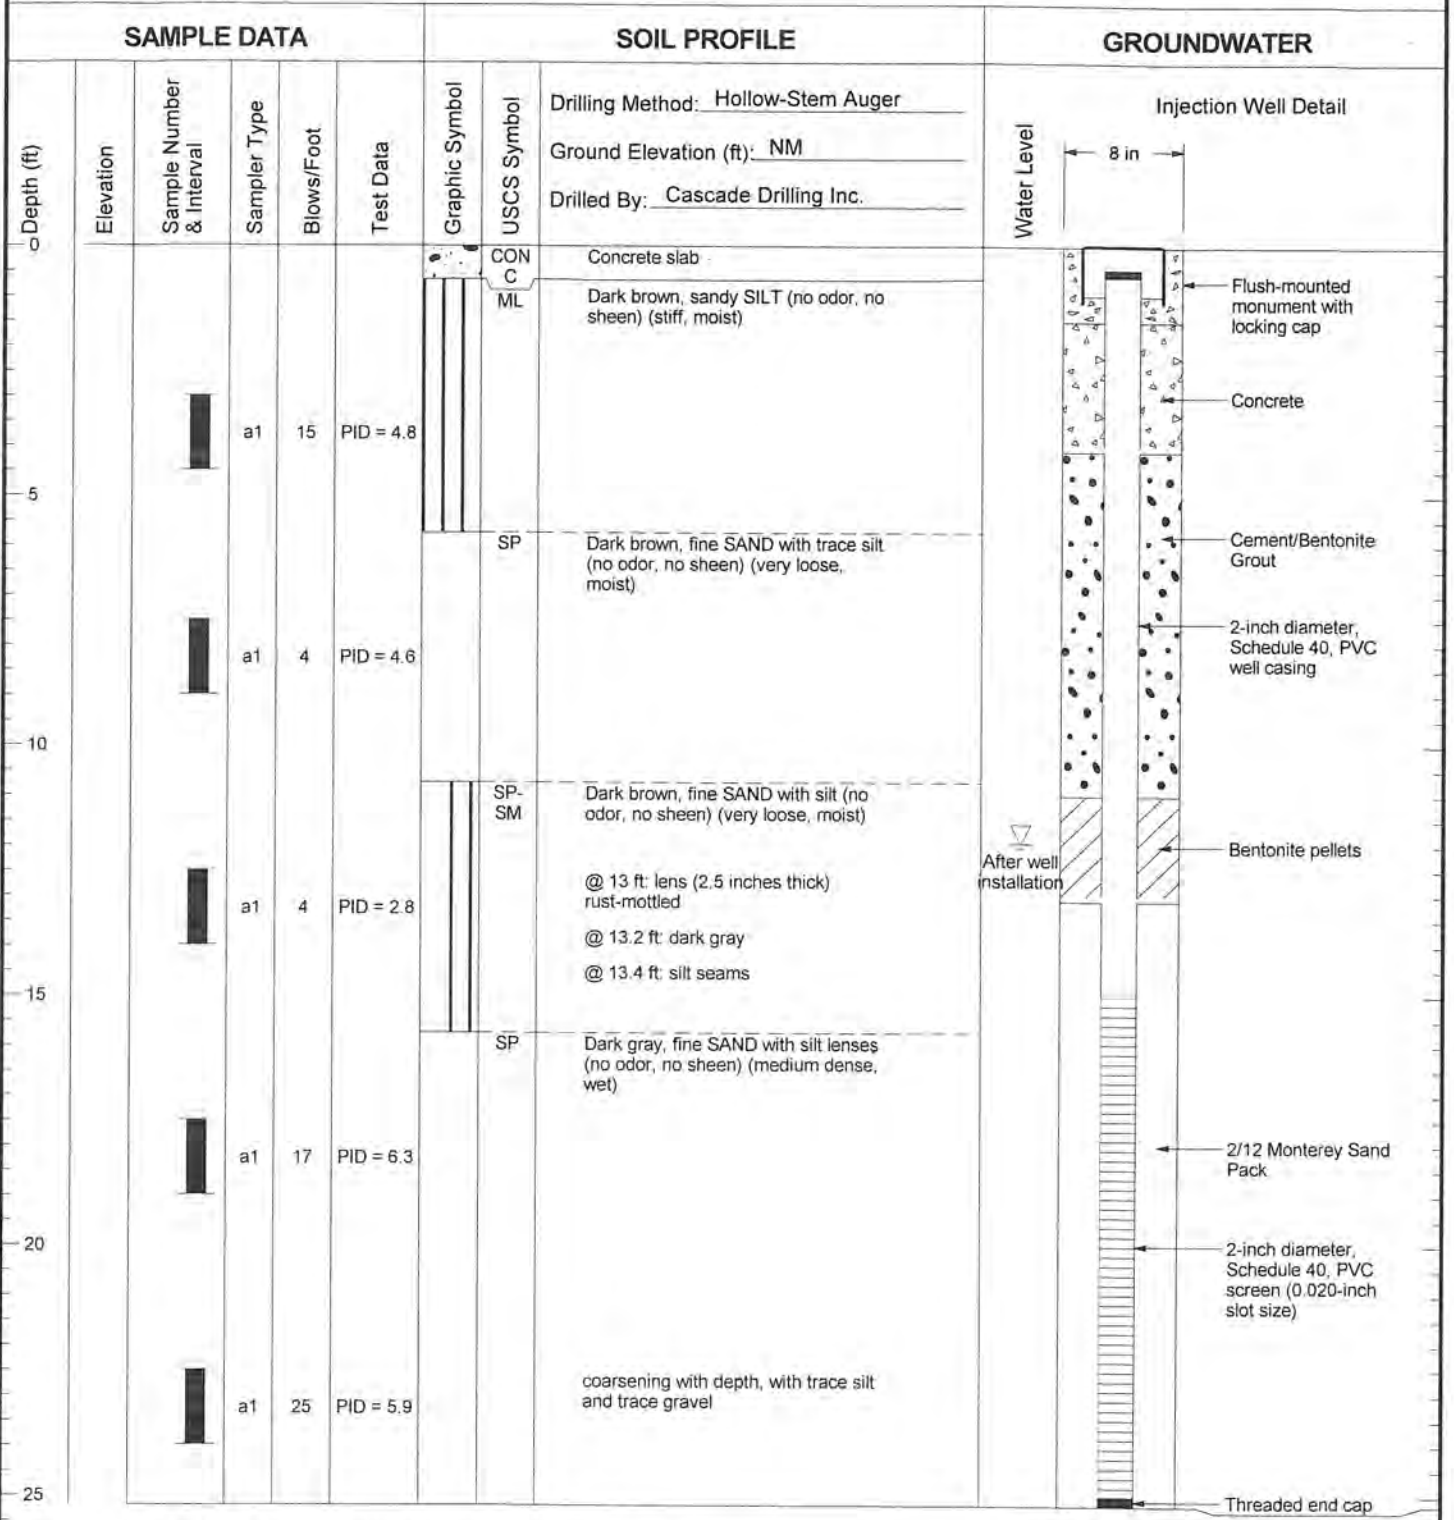 SAMPLE DATA
SOIL PROFILE
GROUNDWATER
Depth (ft)
Elevation
Sample Number
& Interval
Sampler Type
Blows/Foot
Test Data
Graphic Symbol
USCS Symbol
Drilling Method: Hollow-Stem Auger
Ground Elevation (ft): NM
Drilled By: Cascade Drilling Inc.
Water Level
Injection Well Detail
8 in
0
CON
C
Concrete slab
ML
Dark brown, sandy SILT (no odor, no
sheen) (stiff, moist)
Flush-mounted
monument with
locking cap
Concrete
a1 15 PID = 4.8
5
SP
Dark brown, fine SAND with trace silt
(no odor, no sheen) (very loose,
moist)
Cement/Bentonite
Grout
2-inch diameter,
Schedule 40, PVC
well casing
a1 4 PID = 4.6
10
SP-
SM
Dark brown, fine SAND with silt (no
odor, no sheen) (very loose, moist)
After well
installation
Bentonite pellets
@ 13 ft: lens (2.5 inches thick)
rust-mottled
a1 4 PID = 2.8
@ 13.2 ft: dark gray
@ 13.4 ft: silt seams
15
SP
Dark gray, fine SAND with silt lenses
(no odor, no sheen) (medium dense,
wet)
a1 17 PID = 6.3
2/12 Monterey Sand
Pack
20
2-inch diameter,
Schedule 40, PVC
screen (0.020-inch
slot size)
coarsening with depth, with trace silt
and trace gravel
a1 25 PID = 5.9
25
Threaded end cap